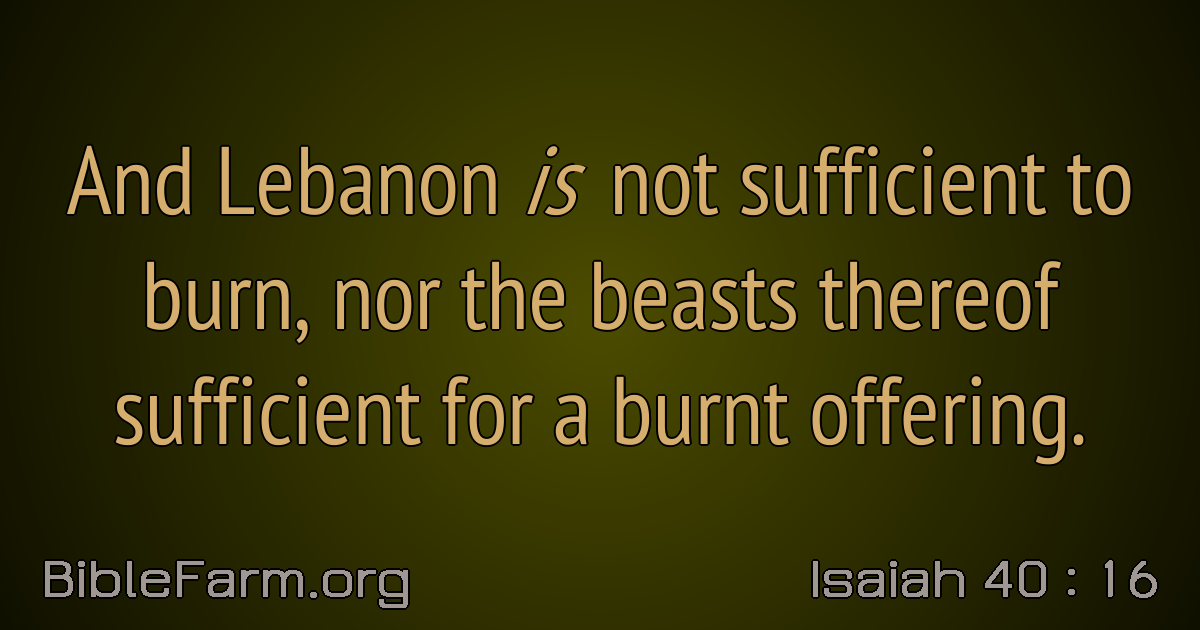 And Lebanon is not sufficient to
burn, nor the beasts thereof
sufficient for a burnt offering.
BibleFarm.org
Isaiah 40 : 16